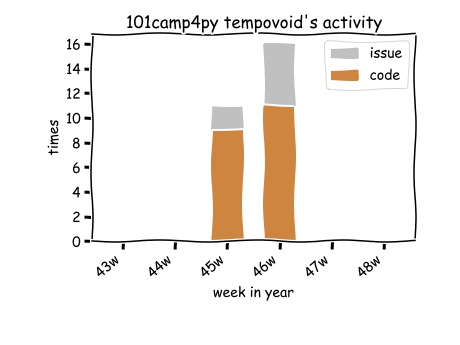 101camp4py tempovoid's activity
issue
code
16
14
12
10
8
6
4
2
0
times
43w 44w 45w 46w 47w 48w
week in year